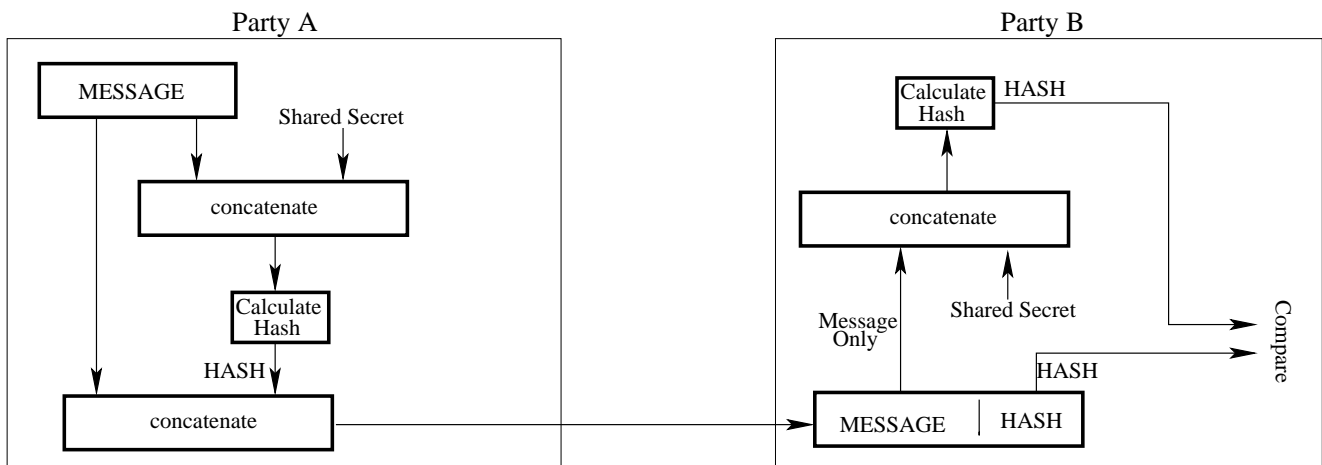 Party A
MESSAGE
Shared Secret
concatenate
Calculate
Hash
HASH
concatenate
Party B
Calculate
Hash
HASH
concatenate
Message
Only
Shared Secret
Compare
HASH
MESSAGE
HASH